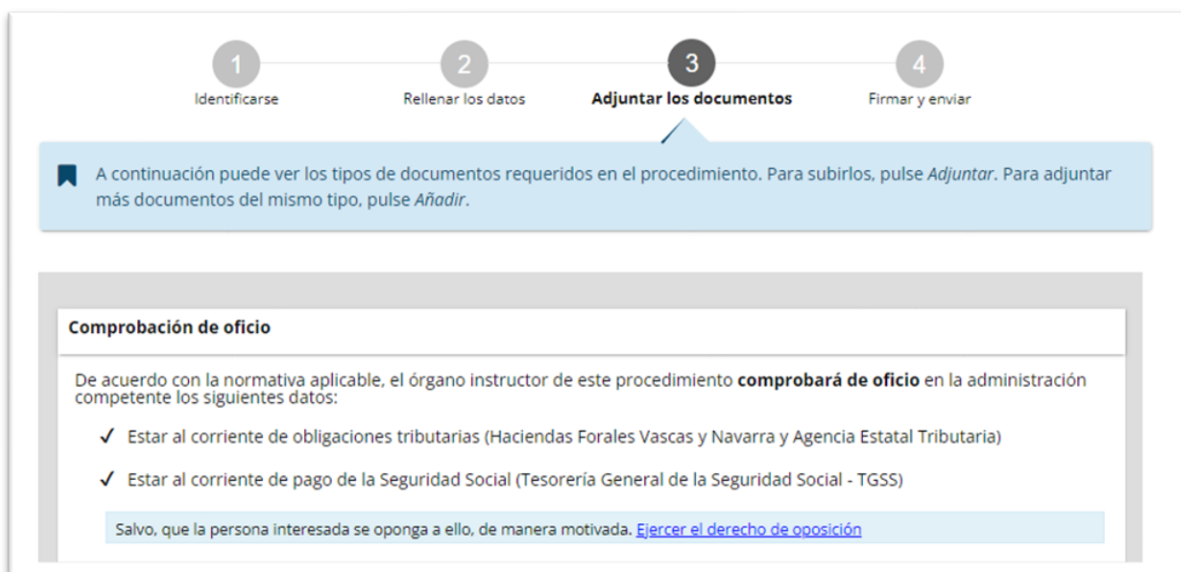 1
2
3
4
Identificarse
Rellenar los datos
Adjuntar los documentos
Firmar y enviar
A continuación puede ver los tipos de documentos requeridos en el procedimiento. Para subirlos, pulse Adjuntar. Para adjuntar
más documentos del mismo tipo, pulse Añadir.
Comprobación de oficio
De acuerdo con la normativa aplicable, el órgano instructor de este procedimiento comprobará de oficio en la administración
competente los siguientes datos:
✓ Estar al corriente de obligaciones tributarias (Haciendas Forales Vascas y Navarra y Agencia Estatal Tributaria)
✓ Estar al corriente de pago de la Seguridad Social (Tesorería General de la Seguridad Social - TGSS)
Salvo, que la persona interesada se oponga a ello, de manera motivada. Ejercer el derecho de oposición